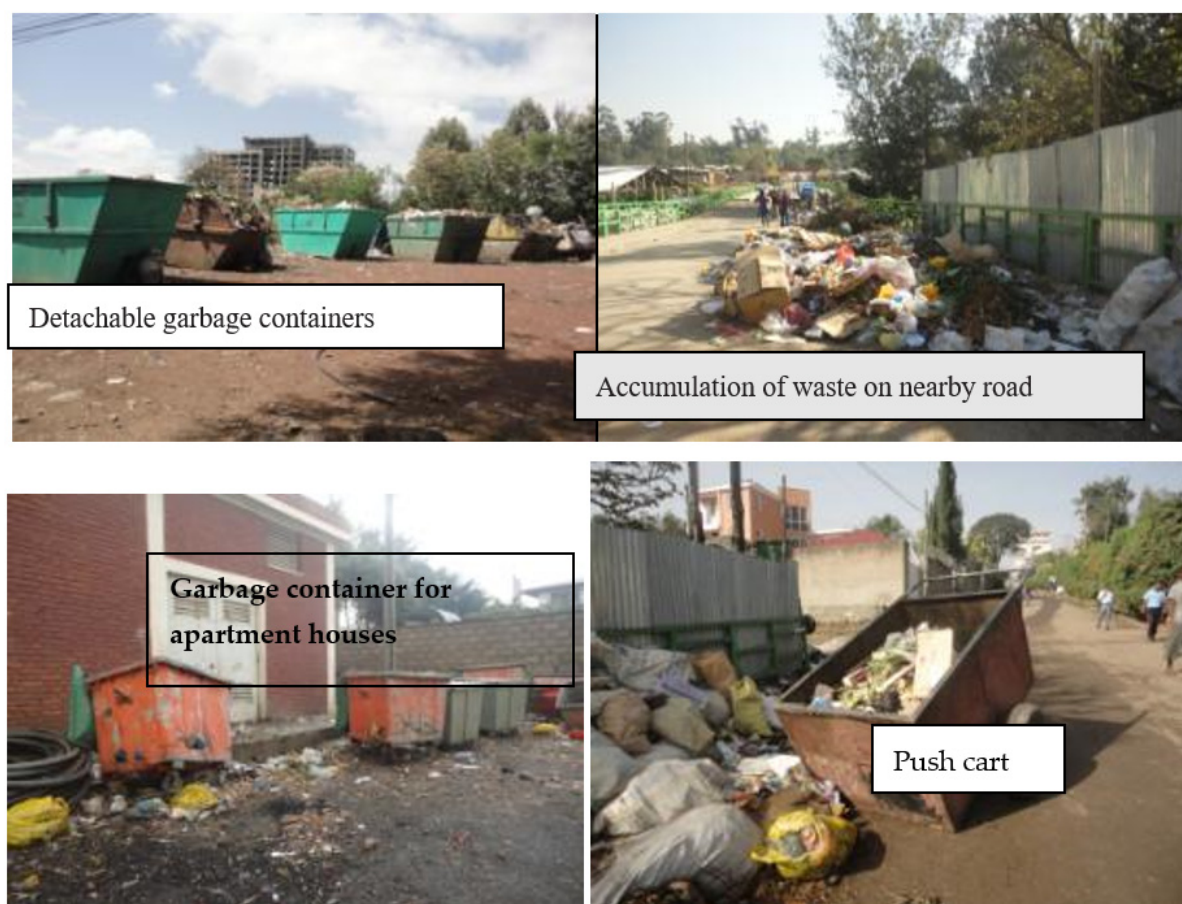 Detachable garbage containers
Accumulation of waste on nearby road
Garbage container for
apartment houses
Push cart